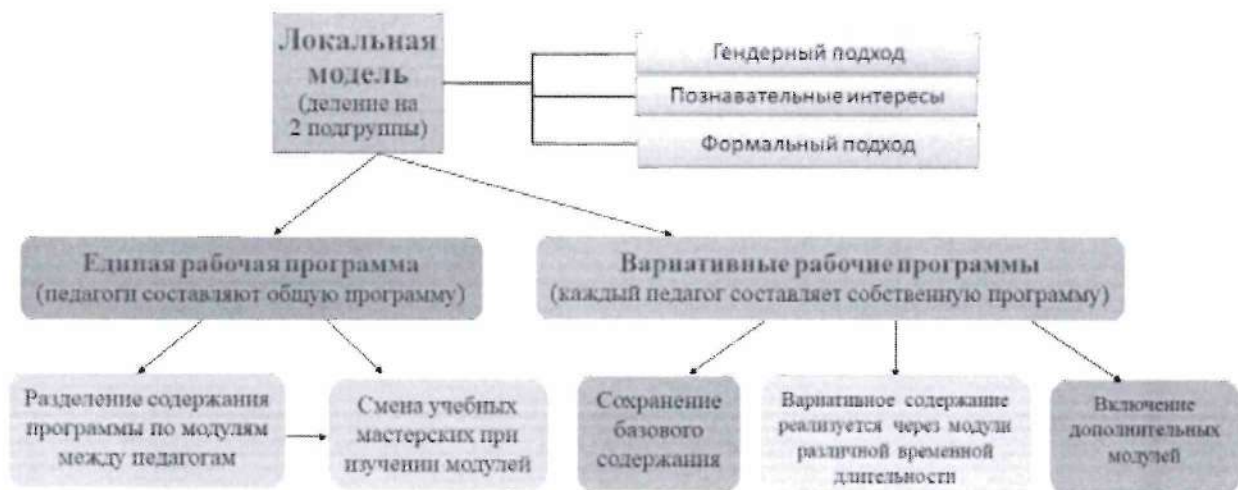 Локальная
модель
(деление на
2 подгруппы)
Гендерный подход
Познавательные интересы
Формальный подход
Единая рабочая программа
(педагоги составляют общую программу)
Вариативные рабочие программы
(каждый педагог составляет собственную программу)
Разделение содержания
программы по модулям
между педагогам
Смена учебных
мастерских при
изучении модулей
Сохранение
базового
содержания
Вариативное содержание
реализуется через модули
различной временной
длительности
Включение
дополнительных
модулей